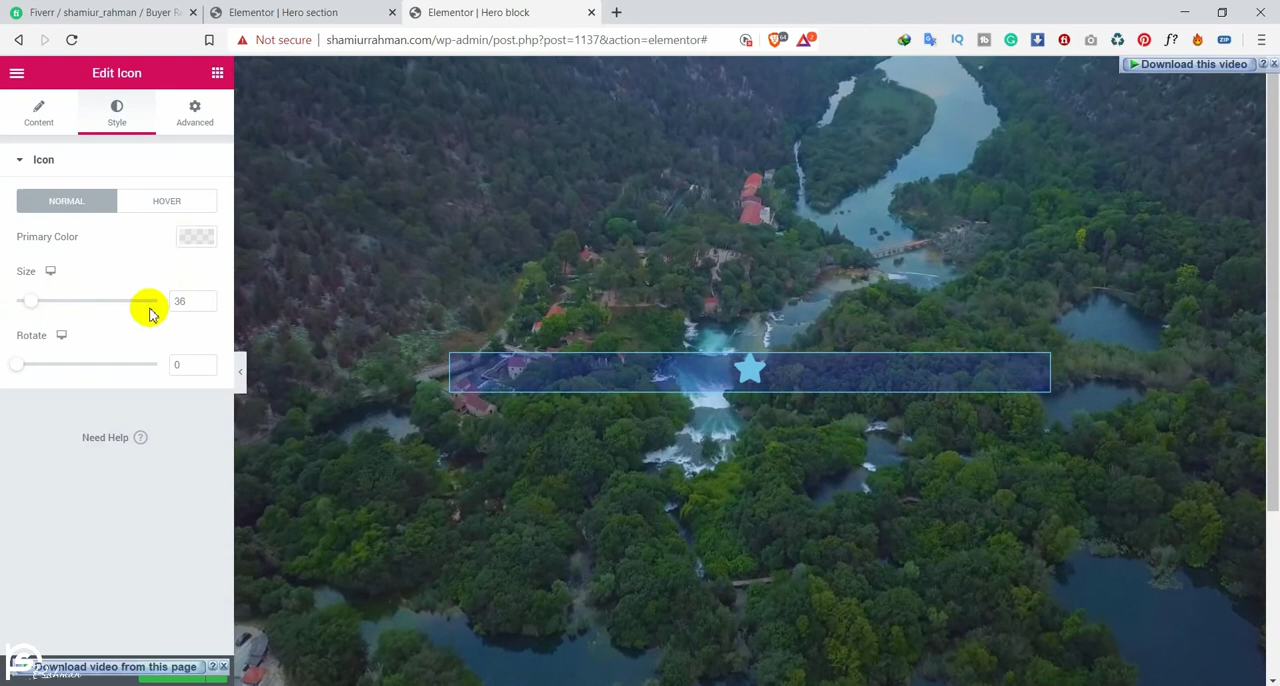 Fiverr / shamiur_rahman / Buyer R
Elementor | Hero section
Elementor | Hero block
Not secure
shamiurrahman.com/wp-admin/post.php?post=1137&action=elementor#
Download this video
Edit Icon
Content
Style
Advanced
Icon
NORMAL
HOVER
Primary Color
Size
36
Rotate
0
Need Help ?
Download video from this page